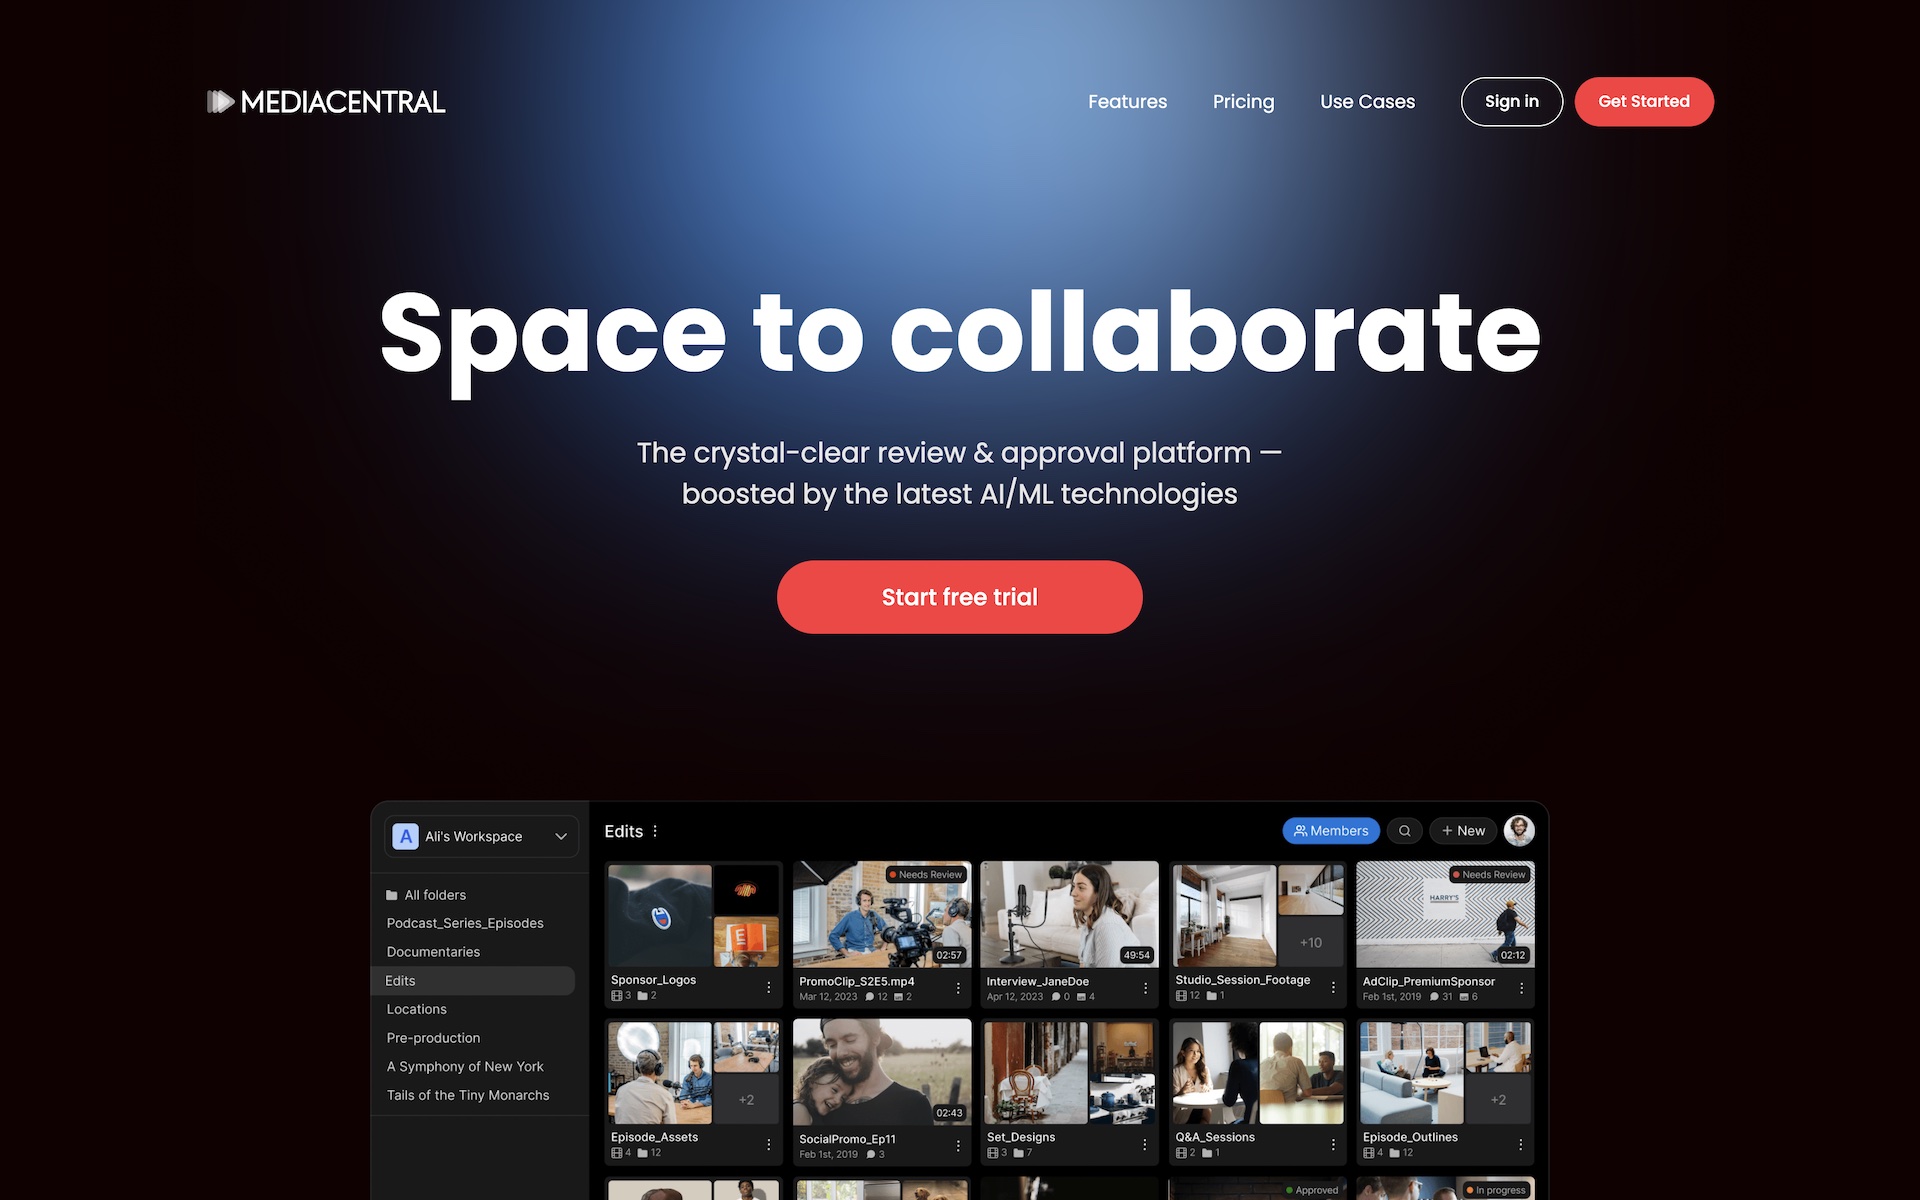 MEDIACENTRAL
Features
Pricing
Use Cases
Sign in
Get Started
Space to collaborate
The crystal-clear review & approval platform —
boosted by the latest AI/ML technologies
Start free trial
A
Ali's Workspace
All folders
Podcast_Series_Episodes
Documentaries
Edits
Locations
Pre-production
A Symphony of New York
Tails of the Tiny Monarchs
Edits
Members
+ New
Sponsor_Logos
3 2
Needs Review
02:57
PromoClip_S2E5.mp4
Mar 12, 2023 12 2
49:54
Interview_JaneDoe
Apr 12, 2023 0 4
+10
Studio_Session_Footage
12 1
Needs Review
HARRY'S
02:12
AdClip_PremiumSponsor
Feb 1st, 2019 31 6
+2
Episode_Assets
4 12
02:43
SocialPromo_Ep11
Feb 1st, 2019 3
Set_Designs
3 7
Q&A_Sessions
2 1
+2
Episode_Outlines
4 12
Approved
In progress